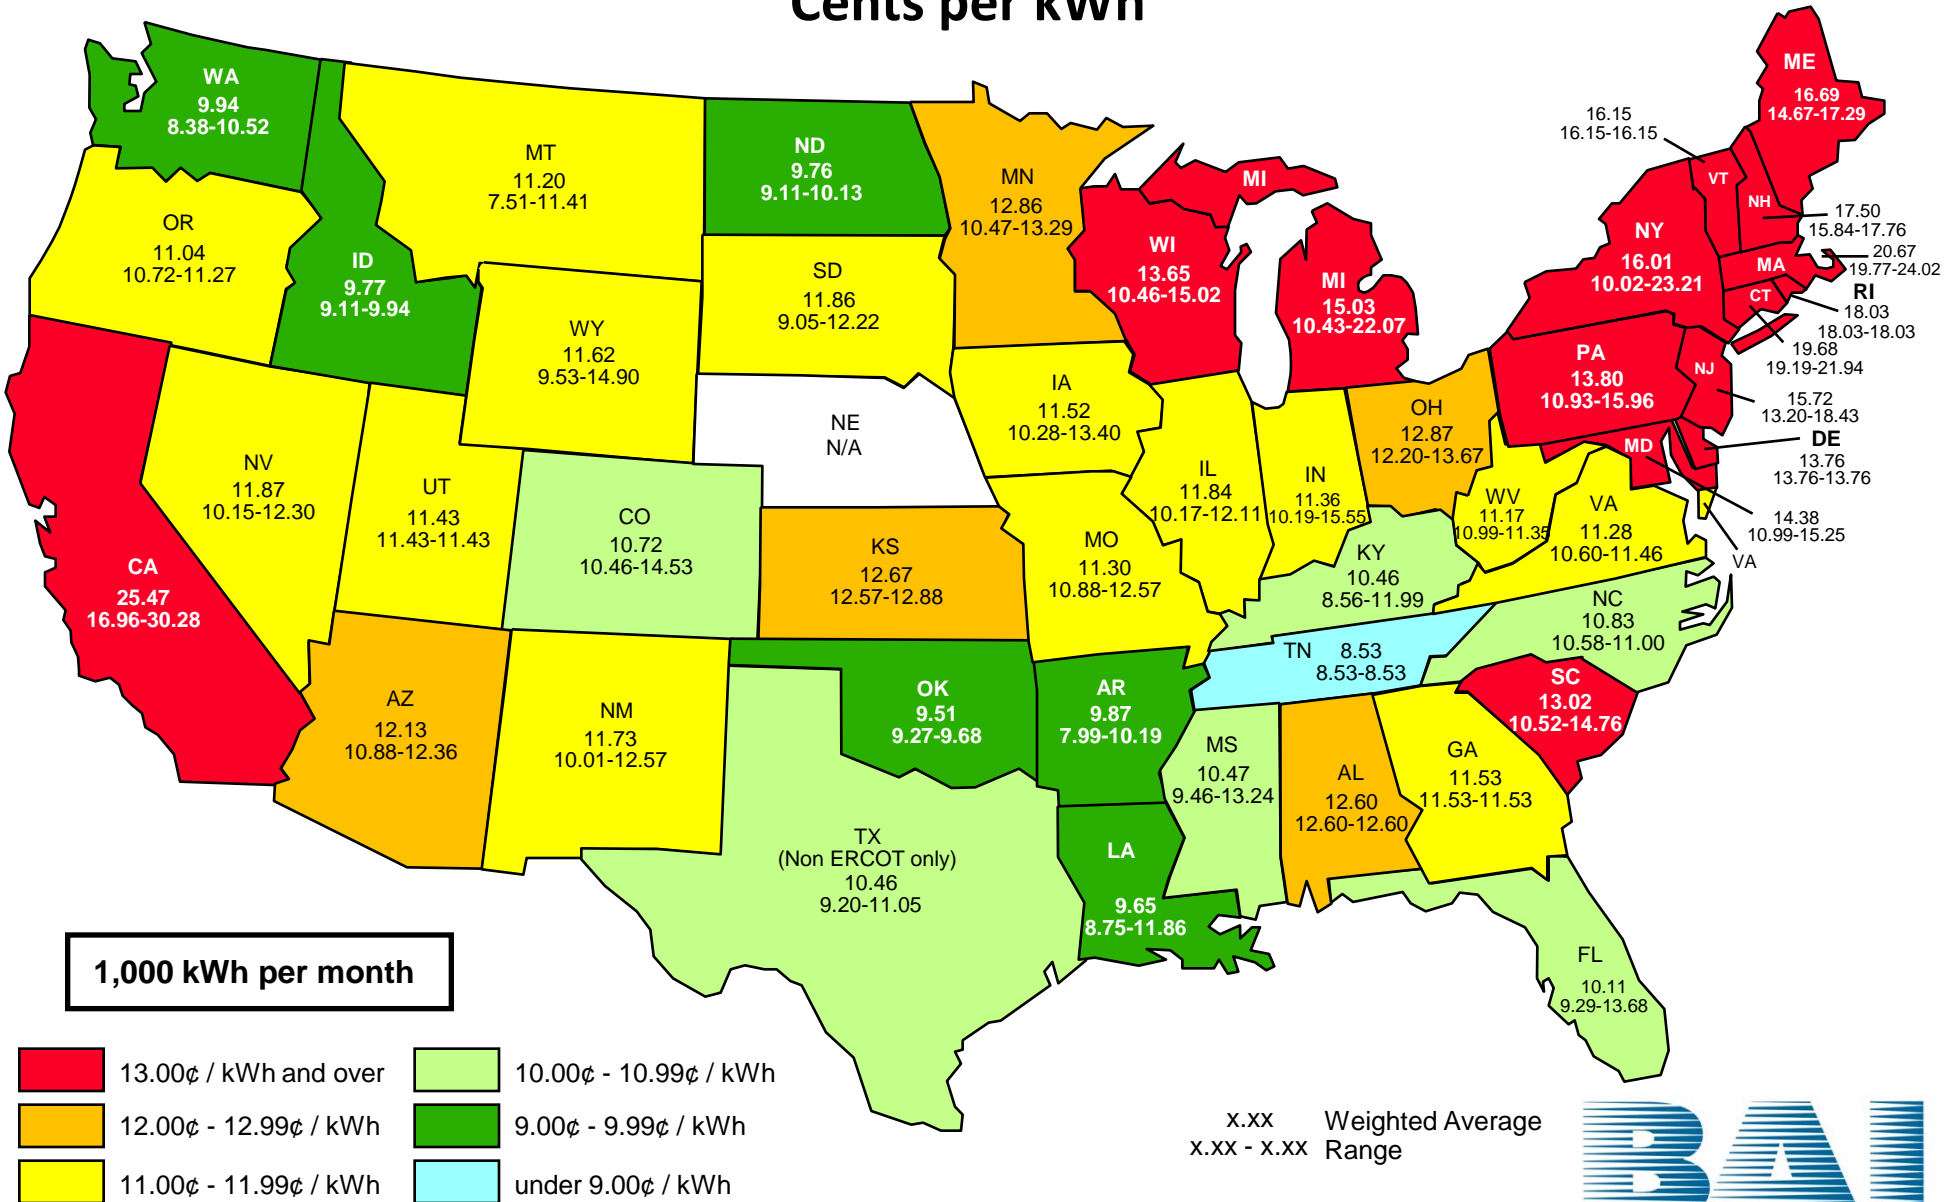 Cents per kWh
WA
9.94
8.38-10.52
OR
11.04
10.72-11.27
CA
25.47
16.96-30.28
ID
9.77
9.11-9.94
NV
11.87
10.15-12.30
MT
11.20
7.51-11.41
WY
11.62
9.53-14.90
UT
11.43
11.43-11.43
AZ
12.13
10.88-12.36
CO
10.72
10.46-14.53
NM
11.73
10.01-12.57
ND
9.76
9.11-10.13
SD
11.86
9.05-12.22
NE
N/A
KS
12.67
12.57-12.88
OK
9.51
9.27-9.68
TX
(Non ERCOT only)
10.46
9.20-11.05
MN
12.86
10.47-13.29
IA
11.52
10.28-13.40
MO
11.30
10.88-12.57
AR
9.87
7.99-10.19
LA
9.65
8.75-11.86
WI
13.65
10.46-15.02
IL
11.84
10.17-12.11
MI
MI
15.03
10.43-22.07
IN
11.36
10.19-15.55
OH
12.87
12.20-13.67
KY
10.46
8.56-11.99
TN 8.53
8.53-8.53
MS
10.47
9.46-13.24
AL
12.60
12.60-12.60
GA
11.53
11.53-11.53
FL
10.11
9.29-13.68
SC
13.02
10.52-14.76
NC
10.83
10.58-11.00
WV
11.17
10.99-11.35
VA
11.28
10.60-11.46
VA
PA
13.80
10.93-15.96
NY
16.01
10.02-23.21
ME
16.69
14.67-17.29
VT
16.15
16.15-16.15
NH
17.50
15.84-17.76
MA
20.67
19.77-24.02
RI
18.03
18.03-18.03
CT
19.68
19.19-21.94
NJ
15.72
13.20-18.43
DE
13.76
13.76-13.76
MD
14.38
10.99-15.25
1,000 kWh per month
13.00¢ / kWh and over
12.00¢ - 12.99¢ / kWh
11.00¢ - 11.99¢ / kWh
10.00¢ - 10.99¢ / kWh
9.00¢ - 9.99¢ / kWh
under 9.00¢ / kWh
x.xx Weighted Average
x.xx - x.xx Range
BAI